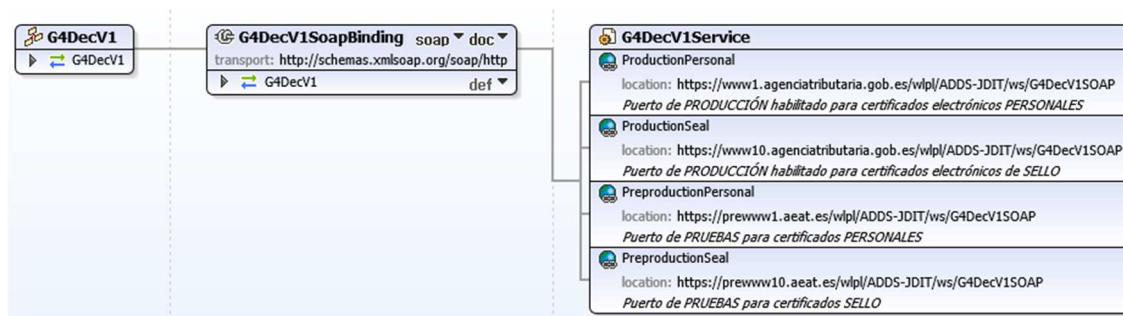 G4DecV1
G4DecV1
G4DecV1SoapBinding soap doc
transport: http://schemas.xmlsoap.org/soap/http
G4DecV1 def
G4DecV1Service
ProductionPersonal
location: https://www1.agenciatributaria.gob.es/wlpl/ADDS-JDIT/ws/G4DecV1SOAP
Puerto de PRODUCCIÓN habilitado para certificados electrónicos PERSONALES
ProductionSeal
location: https://www10.agenciatributaria.gob.es/wlpl/ADDS-JDIT/ws/G4DecV1SOAP
Puerto de PRODUCCIÓN habilitado para certificados electrónicos de SELLO
PreproductionPersonal
location: https://prewww1.aeat.es/wlpl/ADDS-JDIT/ws/G4DecV1SOAP
Puerto de PRUEBAS para certificados PERSONALES
PreproductionSeal
location: https://prewww10.aeat.es/wlpl/ADDS-JDIT/ws/G4DecV1SOAP
Puerto de PRUEBAS para certificados SELLO